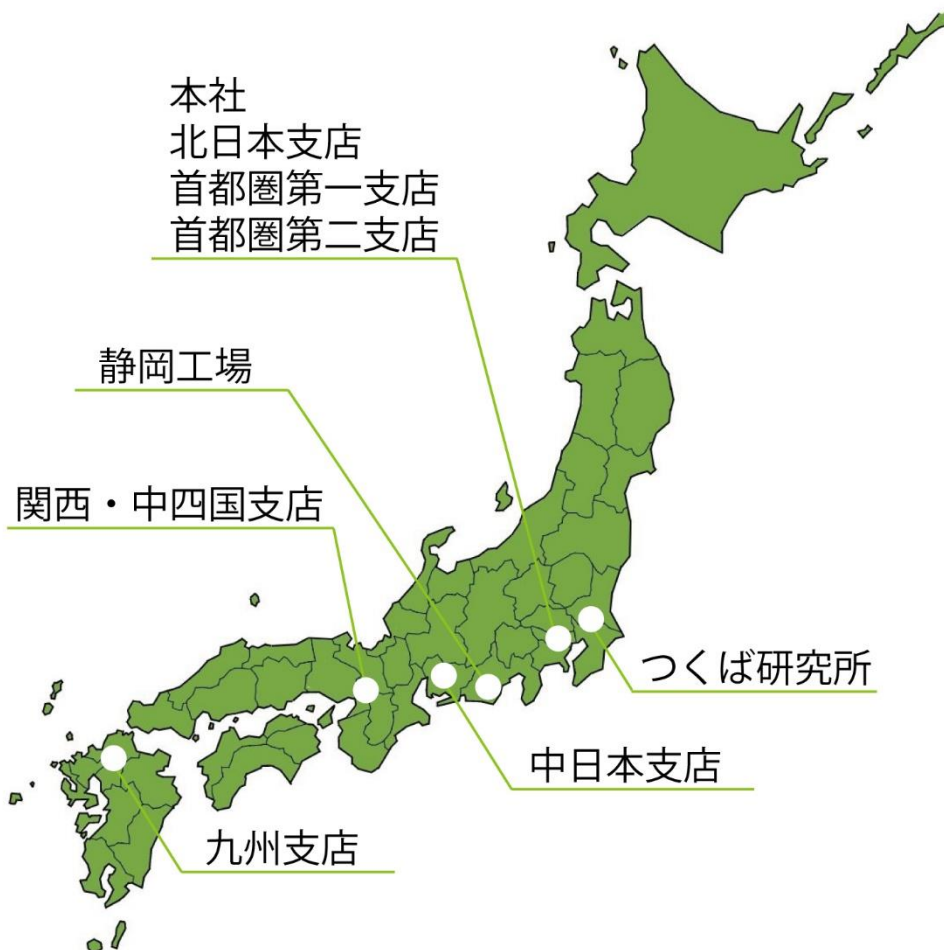 本社
北日本支店
首都圏第一支店
首都圏第二支店
静岡工場
関西・中四国支店
つくば研究所
中日本支店
九州支店